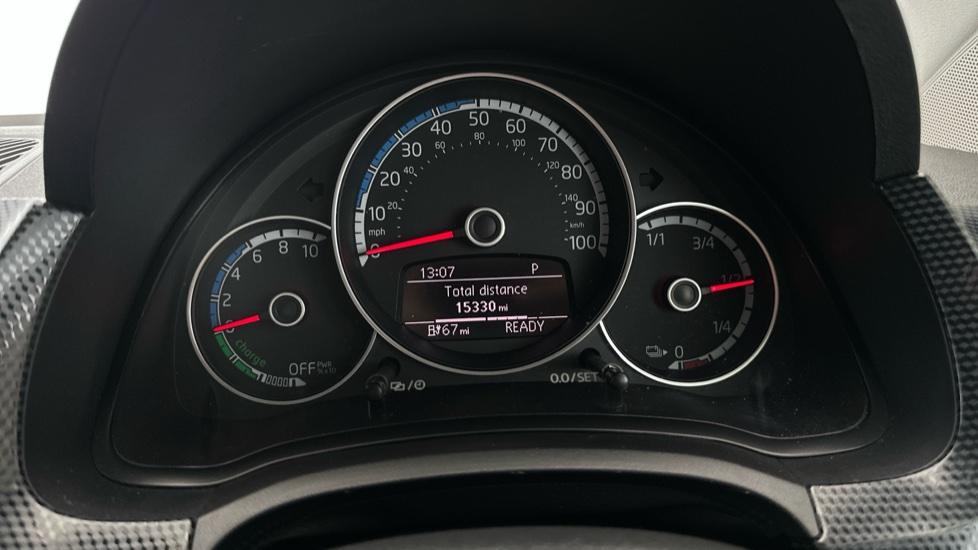 0 10 20 30 40 50 60 70 80 90 100
mph
20 40 60 80 100 120 140
km/h
13:07 P
Total distance
15330 mi
67 mi READY
0 2 4 6 8 10
charge
OFF PWR
% x 10
1/1 3/4 1/2 1/4 0
0.0/SET